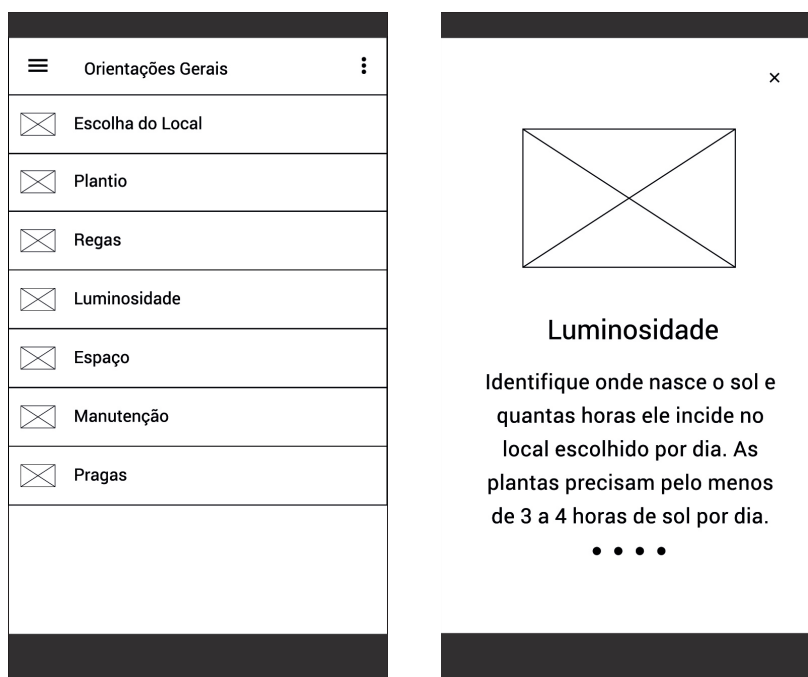 Orientações Gerais
Escolha do Local
Plantio
Regas
Luminosidade
Espaço
Manutenção
Pragas
Luminosidade
Identifique onde nasce o sol e
quantas horas ele incide no
local escolhido por dia. As
plantas precisam pelo menos
de 3 a 4 horas de sol por dia.